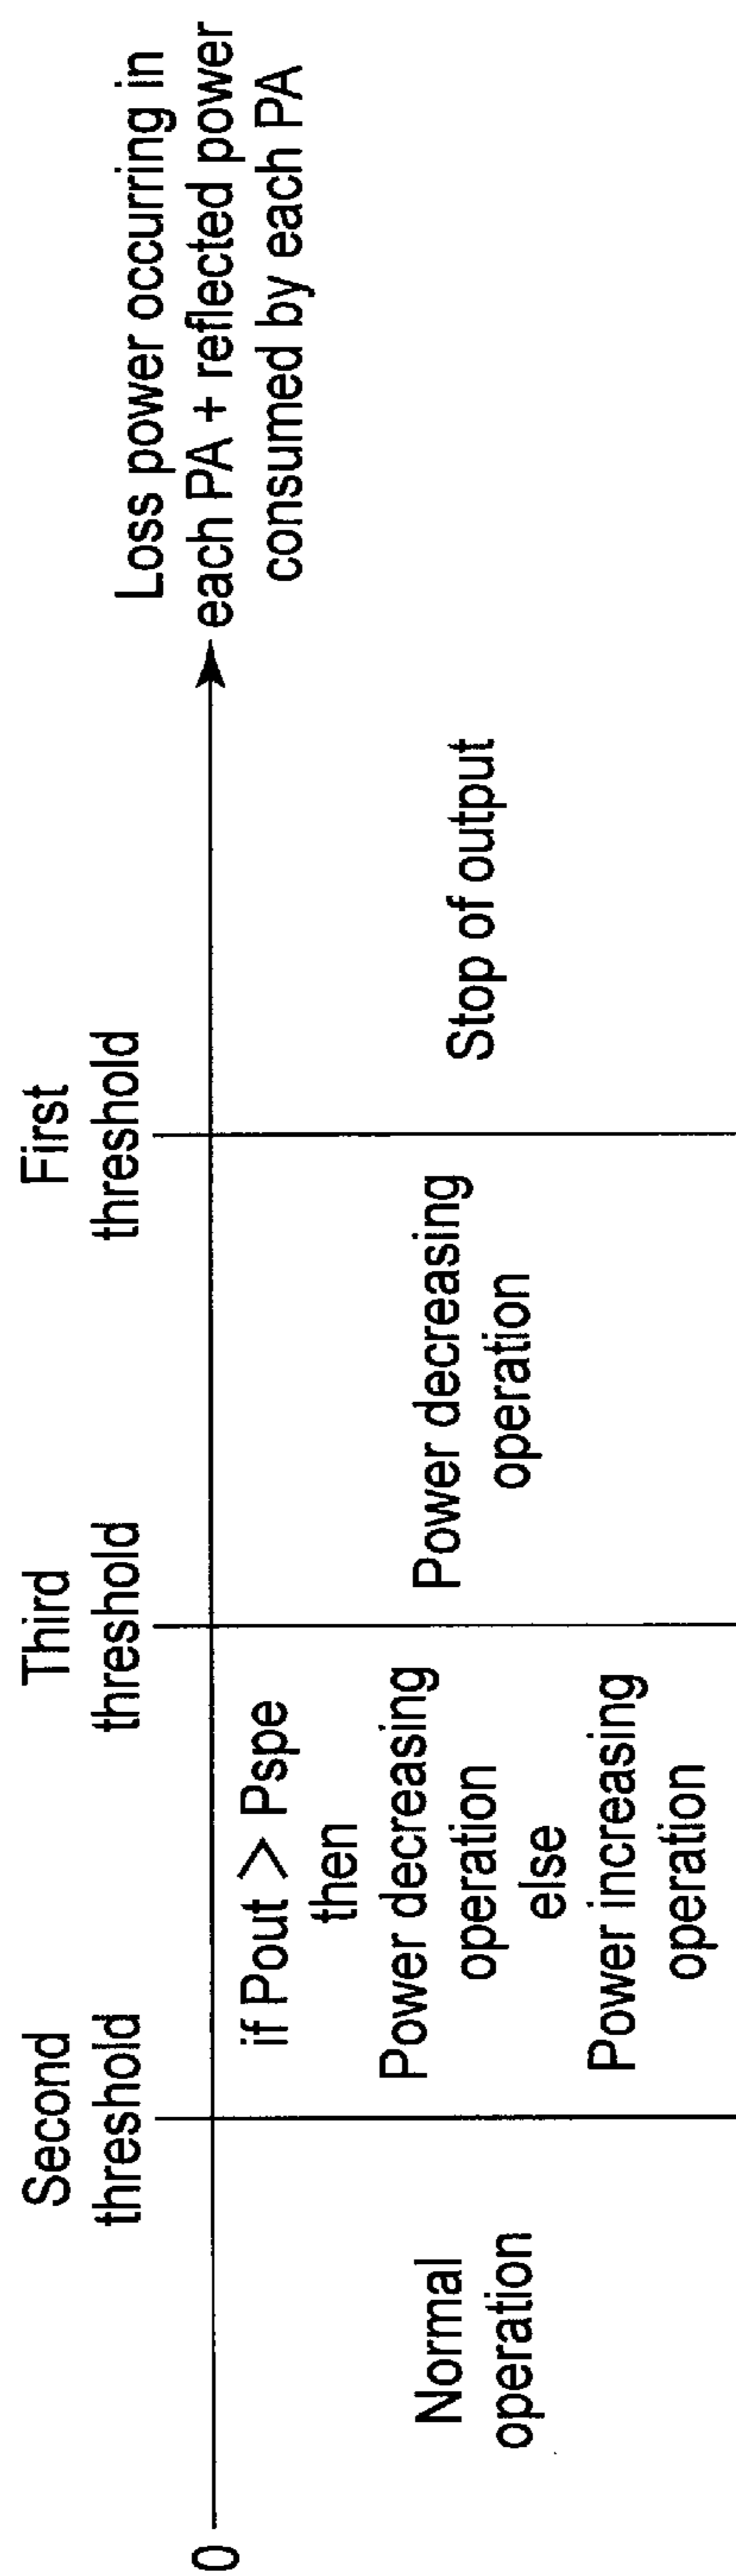 Second
threshold
Third
threshold
First
threshold
0
Loss power occurring in
each PA + reflected power
consumed by each PA
Normal
operation
if Pout > Pspe
then
Power decreasing
operation
else
Power increasing
operation
Power decreasing
operation
Stop of output